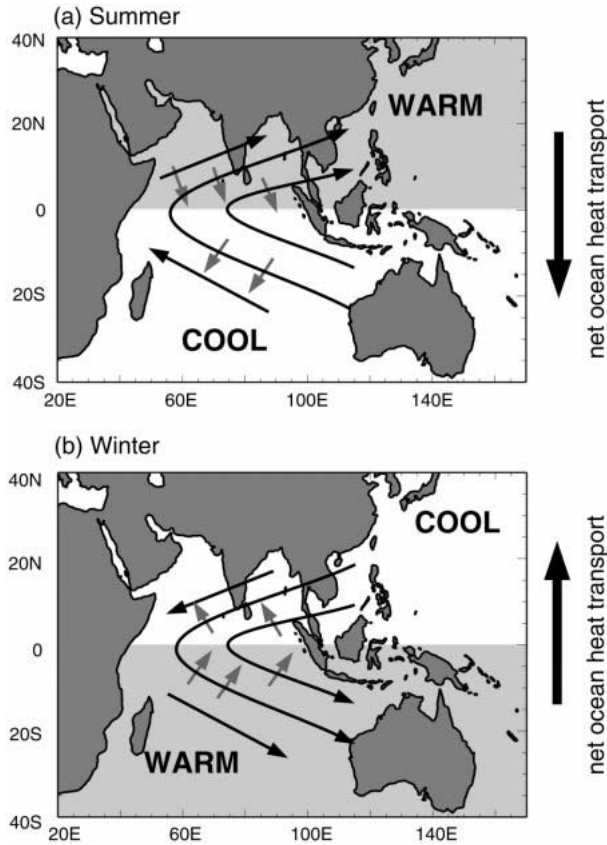 (a) Summer
40N
WARM
20N
0
20S
COOL
40S
20E 60E 100E 140E
net ocean heat transport
(b) Winter
40N
COOL
20N
0
20S
WARM
40S
20E 60E 100E 140E
net ocean heat transport